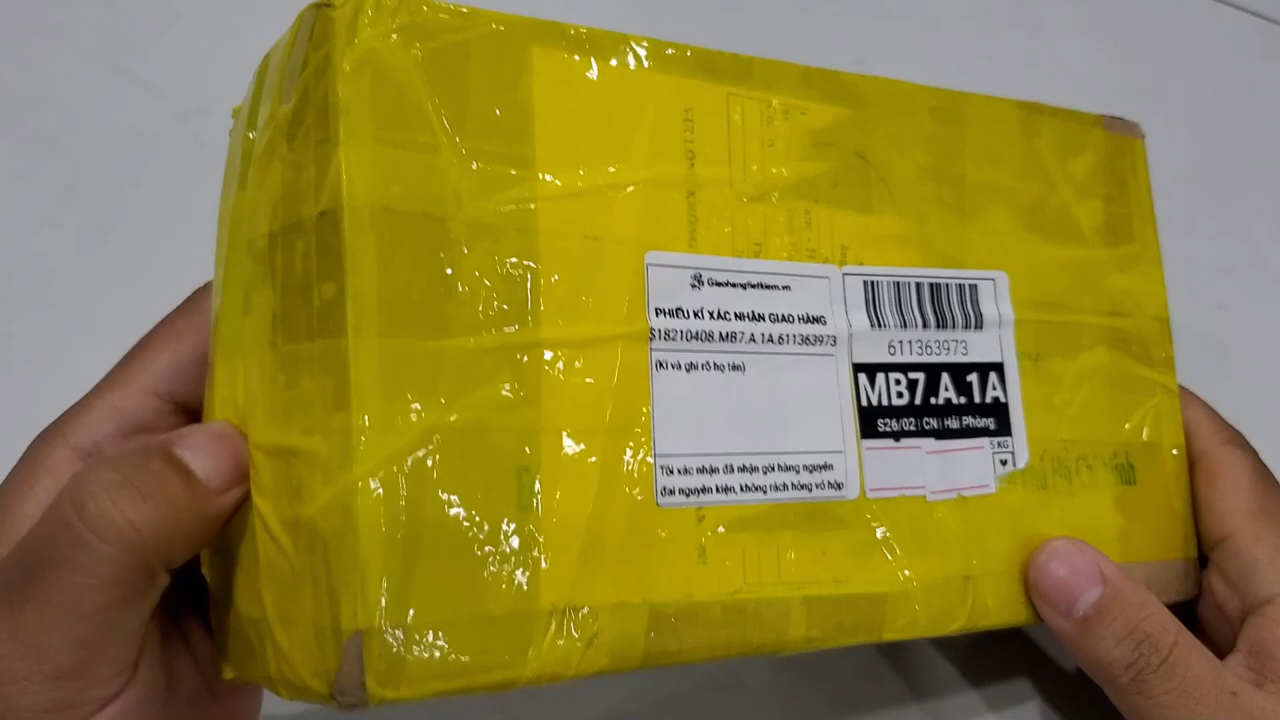 Giaohangtietkiem.vn
PHIẾU KÍ XÁC NHẬN GIAO HÀNG
S18210408.MB7.A.1A.611363973
(Kí và ghi rõ họ tên)
Tôi xác nhận đã nhận gói hàng nguyên
đai nguyên kiện, không rách hỏng vỏ hộp
611363973
MB7.A.1A
S26/02 | CN | Hải Phòng
5 KG